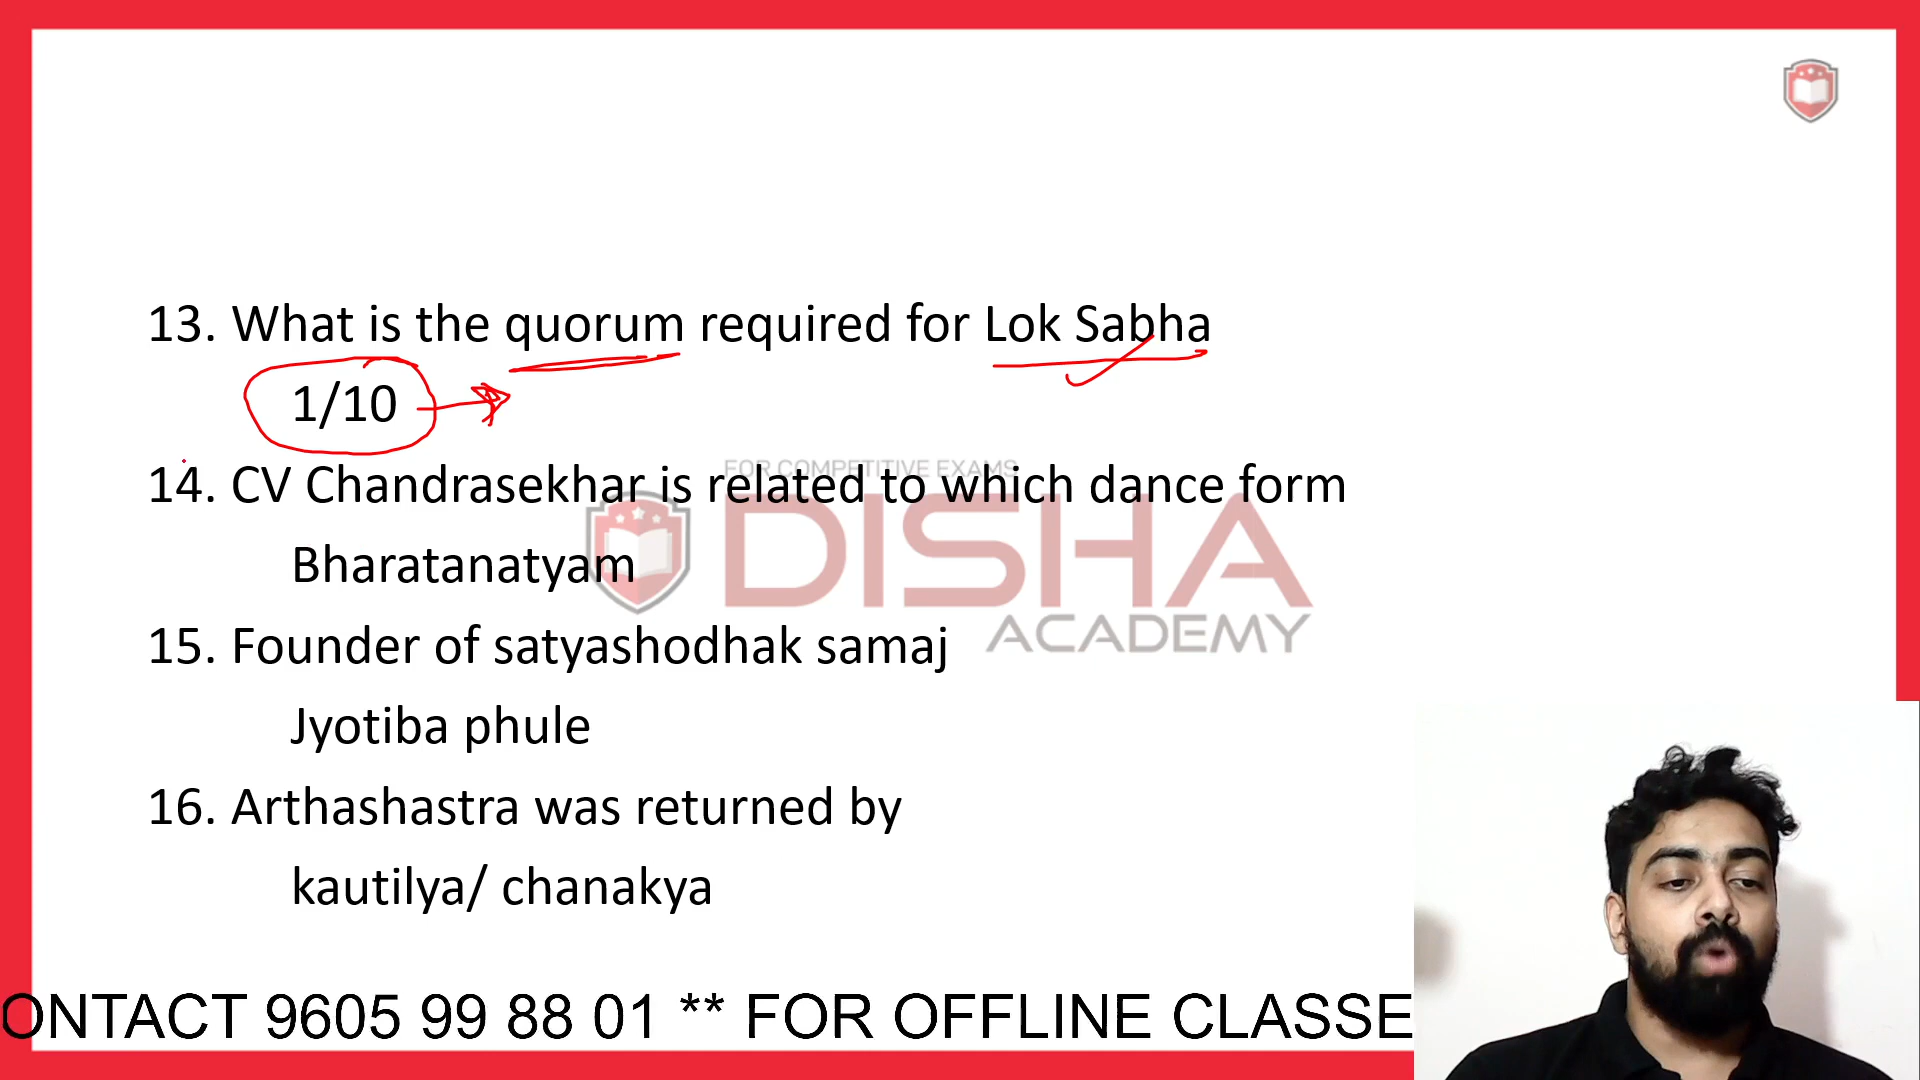 13. What is the quorum required for Lok Sabha
1/10
14. CV Chandrasekhar is related to which dance form
Bharatanatyam
15. Founder of satyashodhak samaj
Jyotiba phule
16. Arthashastra was returned by
kautilya/ chanakya
FOR COMPETITIVE EXAMS
DISHA
ACADEMY
ONTACT 9605 99 88 01 ** FOR OFFLINE CLASSE